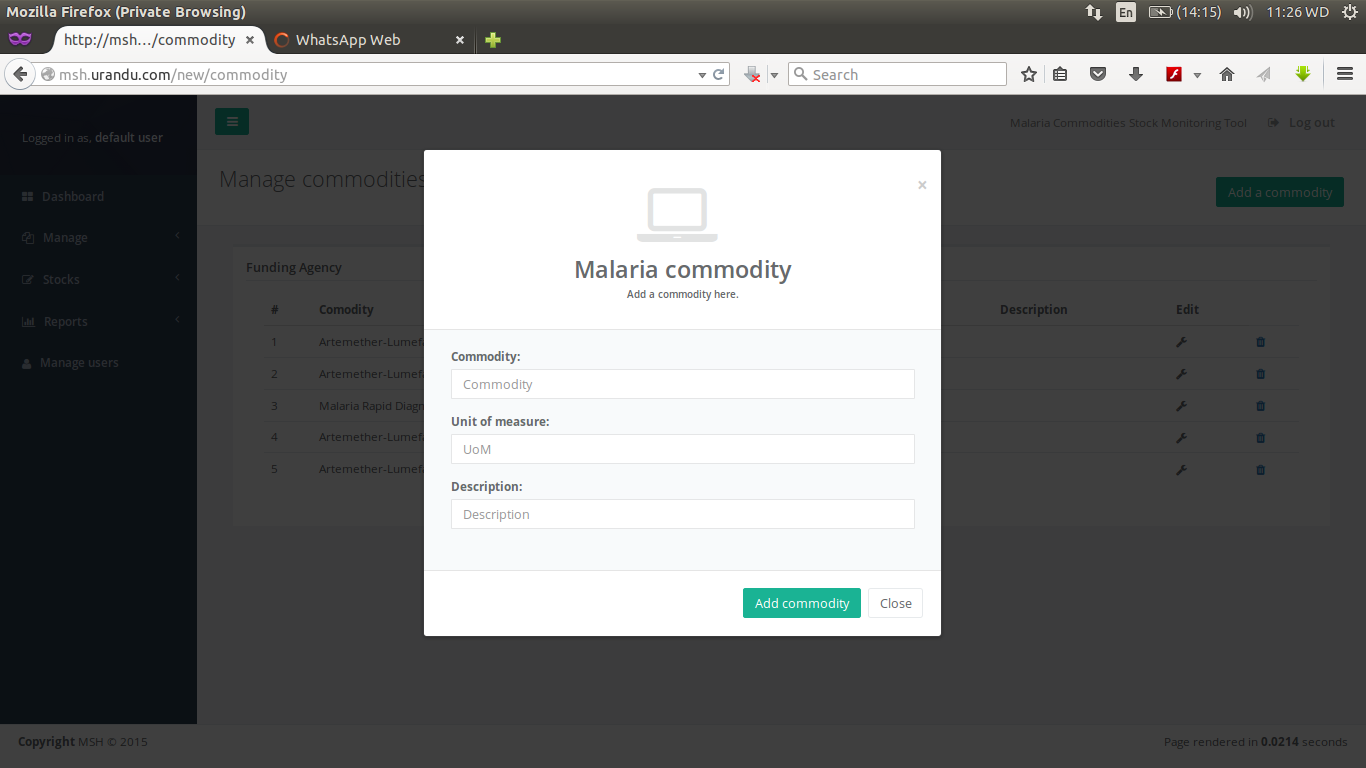 Mozilla Firefox (Private Browsing)
En
(14:15)
11:26 WD
http://msh.../commodity
WhatsApp Web
msh.urandu.com/new/commodity
Search
Logged in as, default user
Malaria Commodities Stock Monitoring Tool
Log out
Manage commodities
Add a commodity
Dashboard
Manage
Stocks
Reports
Manage users
Funding Agency
# Comodity Description Edit
1 Artemether-Lumefa
2 Artemether-Lumefa
3 Malaria Rapid Diagn
4 Artemether-Lumefa
5 Artemether-Lumefa
×
Malaria commodity
Add a commodity here.
Commodity:
Commodity
Unit of measure:
UoM
Description:
Description
Add commodity
Close
Copyright MSH © 2015
Page rendered in 0.0214 seconds